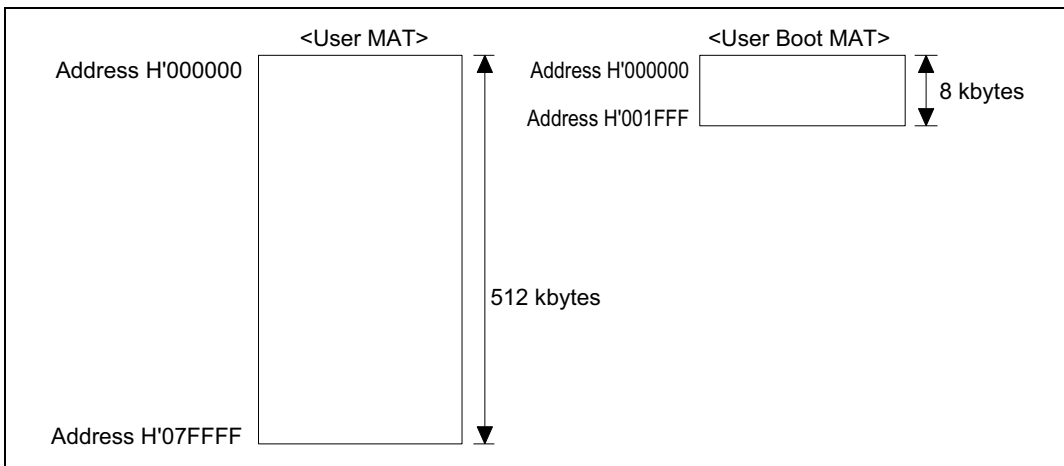 <User MAT>
Address H'000000
512 kbytes
Address H'07FFFF
<User Boot MAT>
Address H'000000
8 kbytes
Address H'001FFF